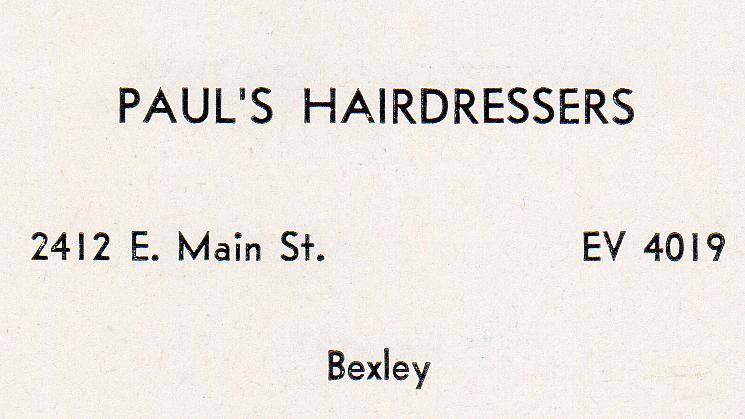 PAUL'S HAIRDRESSERS
2412 E. Main St. EV 4019
Bexley